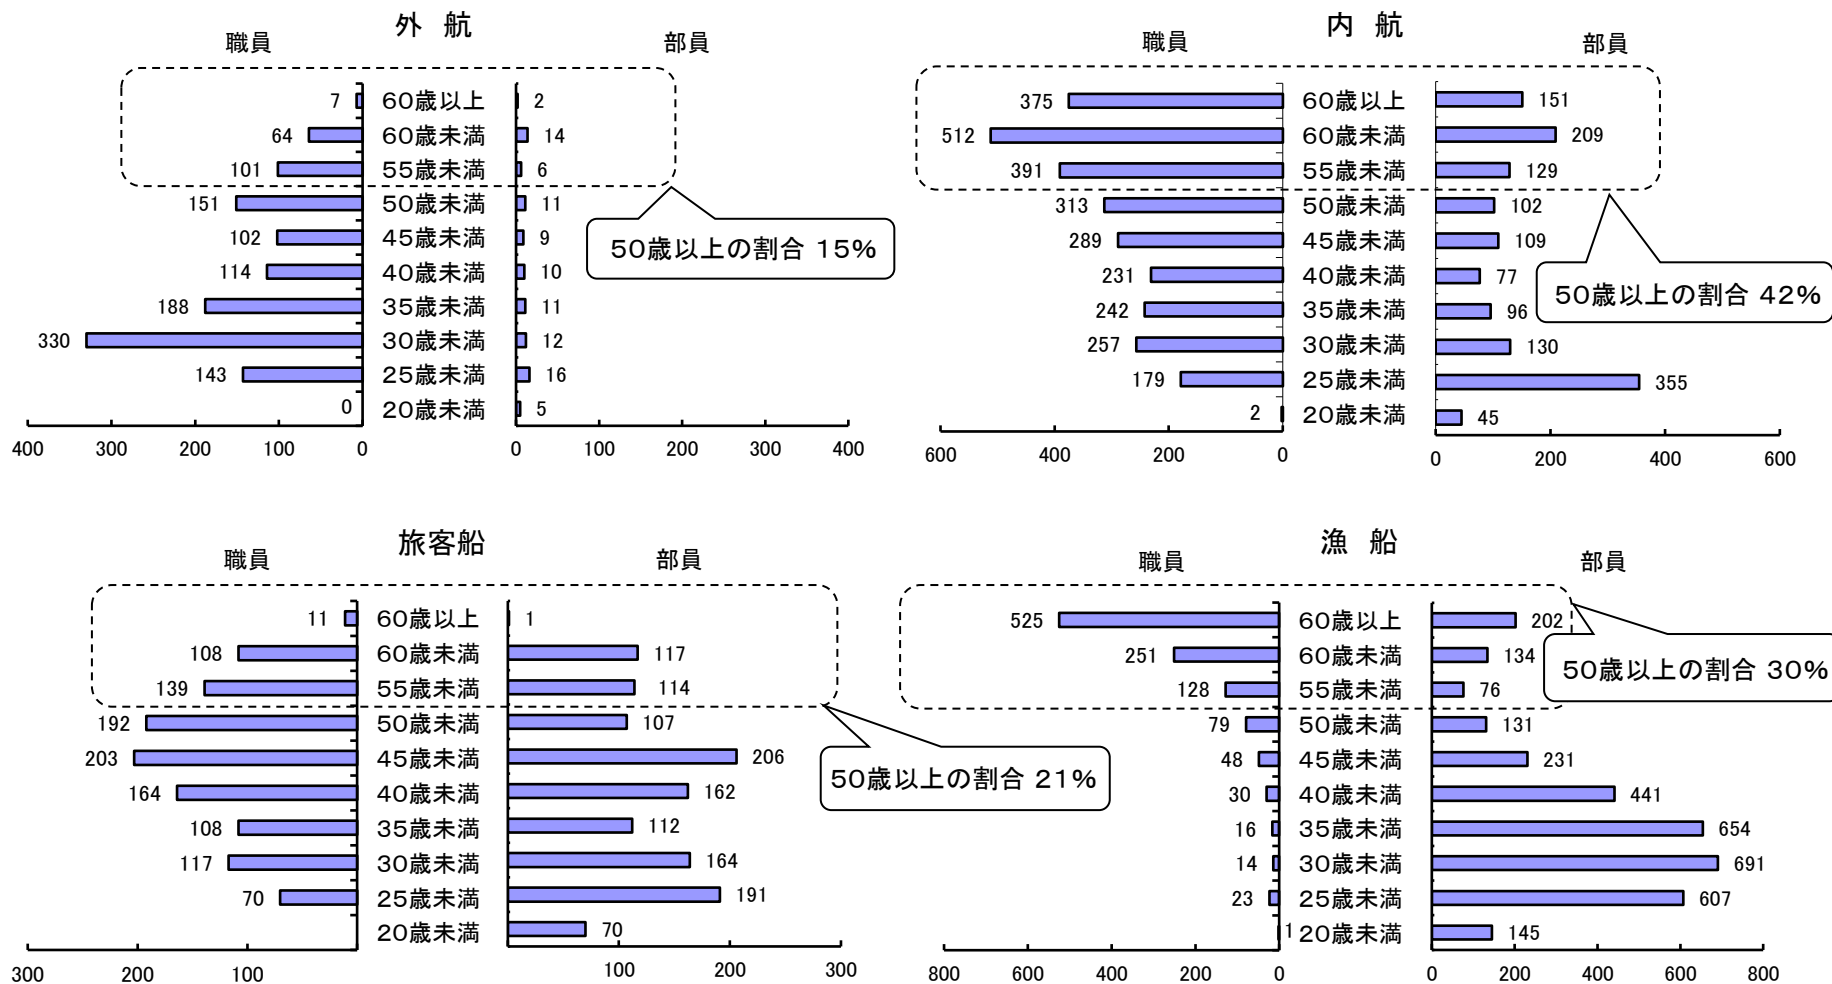 外 航
職員 部員
7 60歳以上 2
64 60歳未満 14
101 55歳未満 6
151 50歳未満 11
102 45歳未満 9
114 40歳未満 10
188 35歳未満 11
330 30歳未満 12
143 25歳未満 16
0 20歳未満 5
400 300 200 100 0 0 100 200 300 400
50歳以上の割合 15%
内 航
職員 部員
375 60歳以上 151
512 60歳未満 209
391 55歳未満 129
313 50歳未満 102
289 45歳未満 109
231 40歳未満 77
242 35歳未満 96
257 30歳未満 130
179 25歳未満 355
2 20歳未満 45
600 400 200 0 0 200 400 600
50歳以上の割合 42%
旅客船
職員 部員
11 60歳以上 1
108 60歳未満 117
139 55歳未満 114
192 50歳未満 107
203 45歳未満 206
164 40歳未満 162
108 35歳未満 112
117 30歳未満 164
70 25歳未満 191
20歳未満 70
300 200 100 100 200 300
50歳以上の割合 21%
漁 船
職員 部員
525 60歳以上 202
251 60歳未満 134
128 55歳未満 76
79 50歳未満 131
48 45歳未満 231
30 40歳未満 441
16 35歳未満 654
14 30歳未満 691
23 25歳未満 607
1 20歳未満 145
800 600 400 200 0 0 200 400 600 800
50歳以上の割合 30%